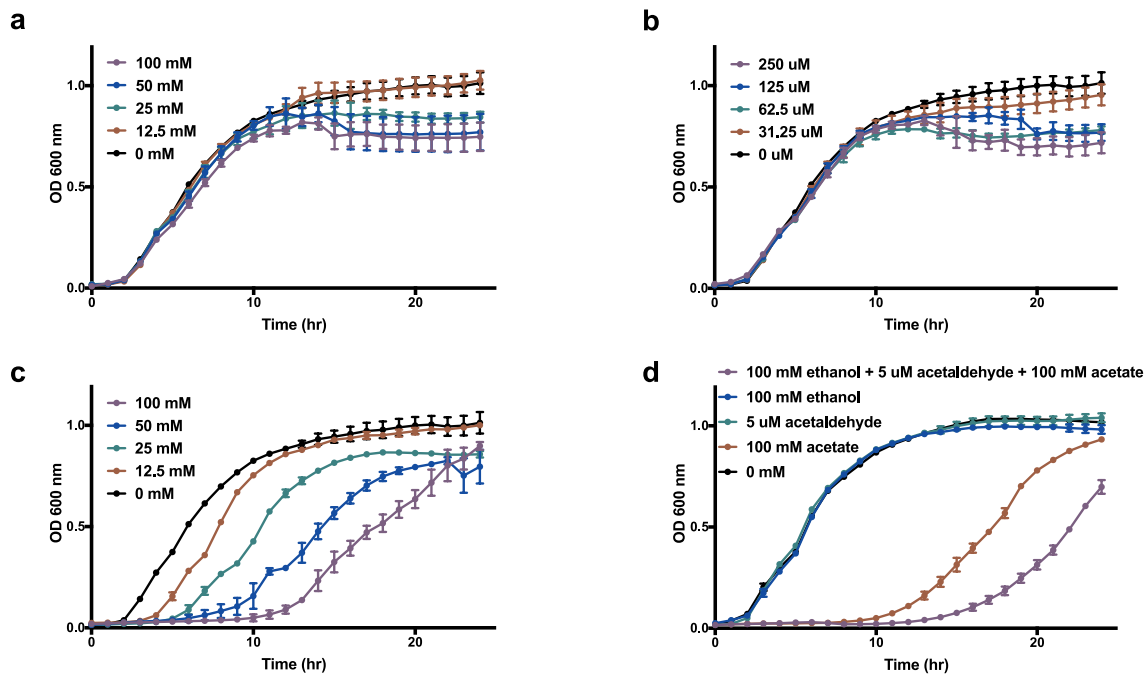 a
100 mM
50 mM
25 mM
12.5 mM
0 mM
OD 600 nm
1.0
0.5
0.0
0
10
20
Time (hr)
b
250 uM
125 uM
62.5 uM
31.25 uM
0 uM
OD 600 nm
1.0
0.5
0.0
0
10
20
Time (hr)
c
100 mM
50 mM
25 mM
12.5 mM
0 mM
OD 600 nm
1.0
0.5
0.0
0
10
20
Time (hr)
d
100 mM ethanol + 5 uM acetaldehyde + 100 mM acetate
100 mM ethanol
5 uM acetaldehyde
100 mM acetate
0 mM
OD 600 nm
1.0
0.5
0.0
0
10
20
Time (hr)